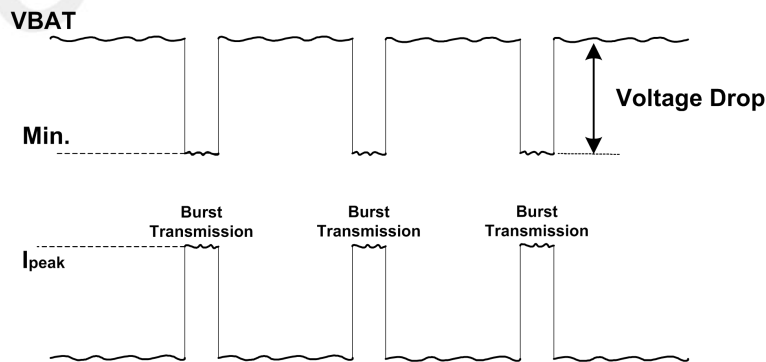 VBAT
Voltage Drop
Min.
Burst
Transmission
Burst
Transmission
Burst
Transmission
Ipeak